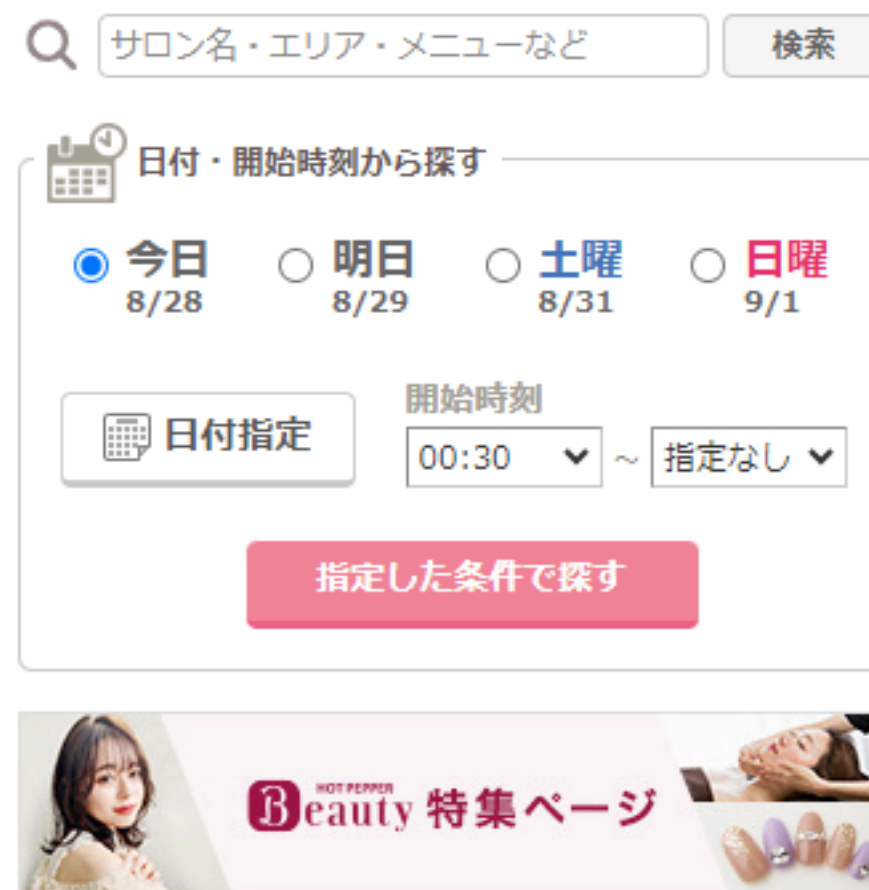 サロン名・エリア・メニューなど 検索
日付・開始時刻から探す
今日 明日 土曜 日曜
8/28 8/29 8/31 9/1
開始時刻
日付指定 00:30 ~ 指定なし
指定した条件で探す
HOT PEPPER
Beauty 特集ページ